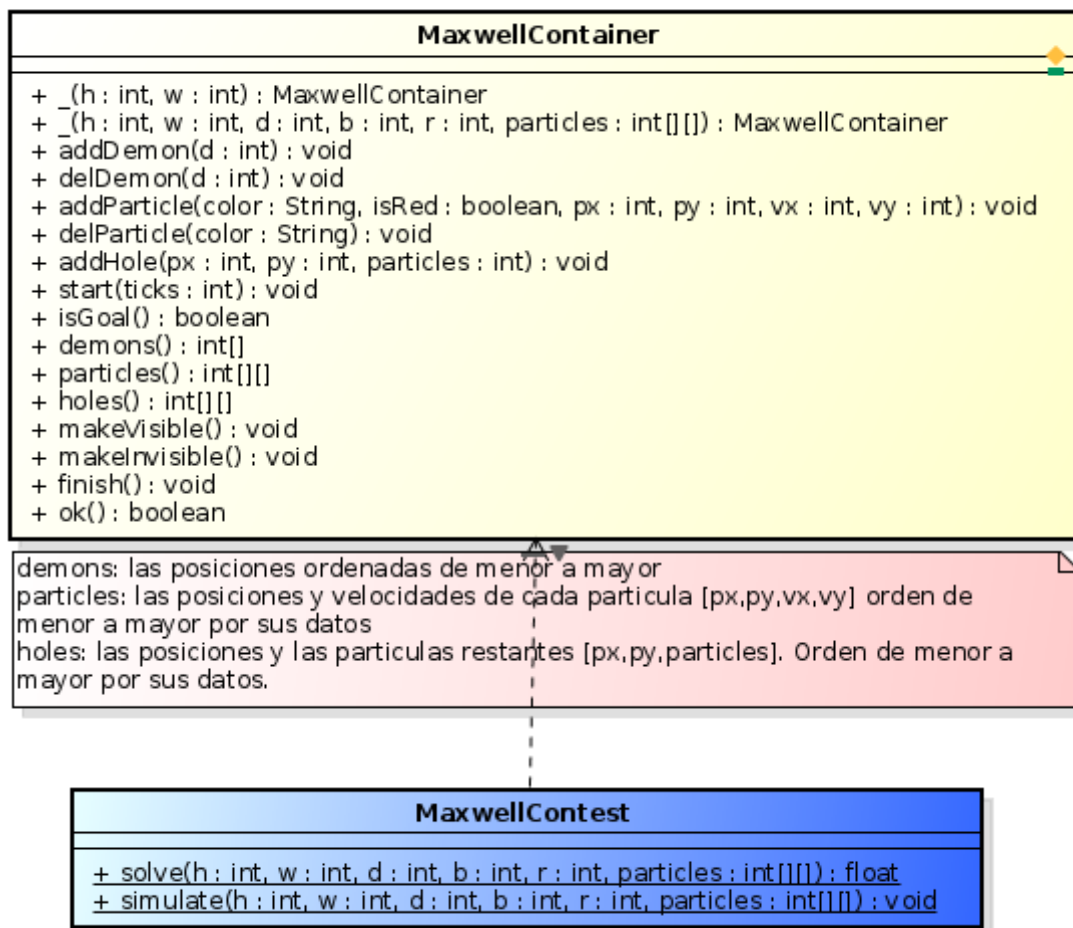 MaxwellContainer
+ _(h : int, w : int) : MaxwellContainer
+ _(h : int, w : int, d : int, b : int, r : int, particles : int[][]) : MaxwellContainer
+ addDemon(d : int) : void
+ delDemon(d : int) : void
+ addParticle(color : String, isRed : boolean, px : int, py : int, vx : int, vy : int) : void
+ delParticle(color : String) : void
+ addHole(px : int, py : int, particles : int) : void
+ start(ticks : int) : void
+ isGoal() : boolean
+ demons() : int[]
+ particles() : int[][]
+ holes() : int[][]
+ makeVisible() : void
+ makeInvisible() : void
+ finish() : void
+ ok() : boolean
demons: las posiciones ordenadas de menor a mayor
particles: las posiciones y velocidades de cada particula [px,py,vx,vy] orden de
menor a mayor por sus datos
holes: las posiciones y las particulas restantes [px,py,particles]. Orden de menor a
mayor por sus datos.
MaxwellContest
+ solve(h : int, w : int, d : int, b : int, r : int, particles : int[][]) : float
+ simulate(h : int, w : int, d : int, b : int, r : int, particles : int[][]) : void